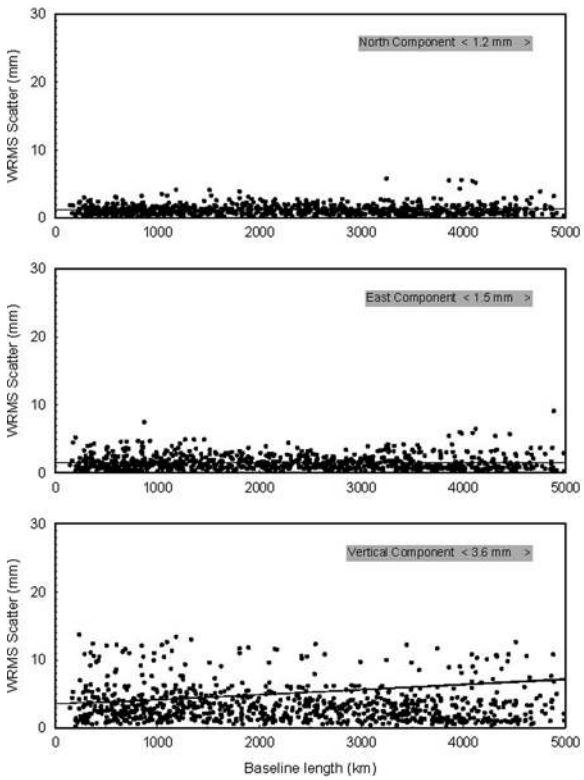 30
North Component < 1.2 mm >
20
WRMS Scatter (mm)
10
0
0 1000 2000 3000 4000 5000
30
East Component < 1.5 mm >
20
WRMS Scatter (mm)
10
0
0 1000 2000 3000 4000 5000
30
Vertical Component < 3.6 mm >
20
WRMS Scatter (mm)
10
0
0 1000 2000 3000 4000 5000
Baseline length (km)